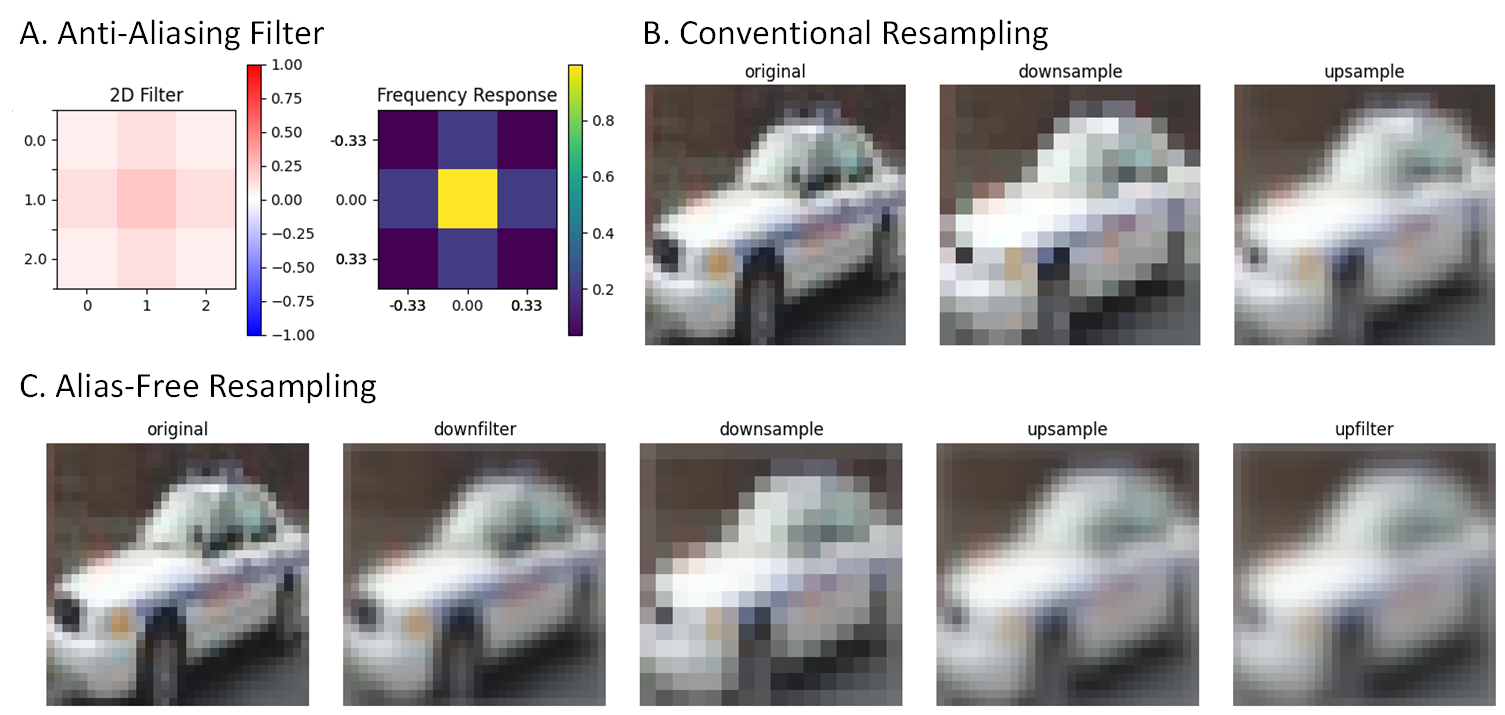 A. Anti-Aliasing Filter
2D Filter
0.0
1.0
2.0
0
1
2
1.00
0.75
0.50
0.25
0.00
−0.25
−0.50
−0.75
−1.00
Frequency Response
-0.33
0.00
0.33
-0.33
0.00
0.33
0.8
0.6
0.4
0.2
B. Conventional Resampling
original
downsample
upsample
C. Alias-Free Resampling
original
downfilter
downsample
upsample
upfilter